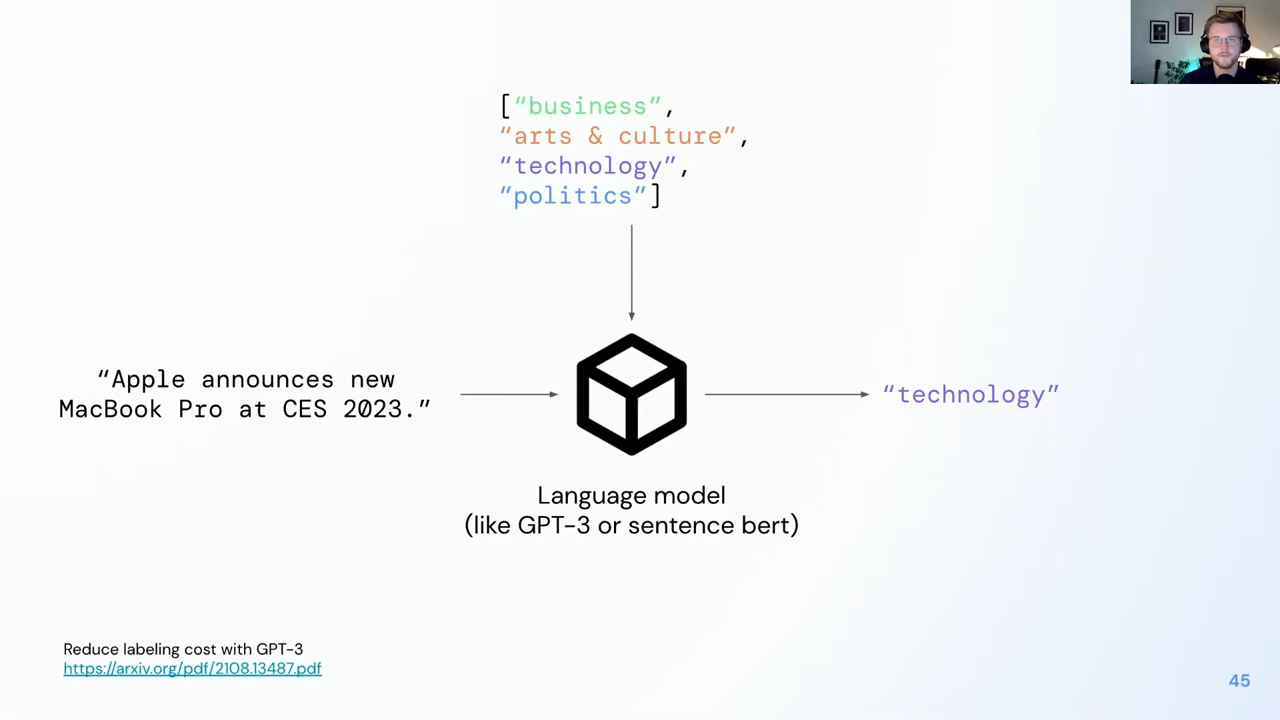 [“business”,
“arts & culture”,
“technology”,
“politics”]
“Apple announces new
MacBook Pro at CES 2023.”
“technology”
Language model
(like GPT-3 or sentence bert)
Reduce labeling cost with GPT-3
https://arxiv.org/pdf/2108.13487.pdf
45